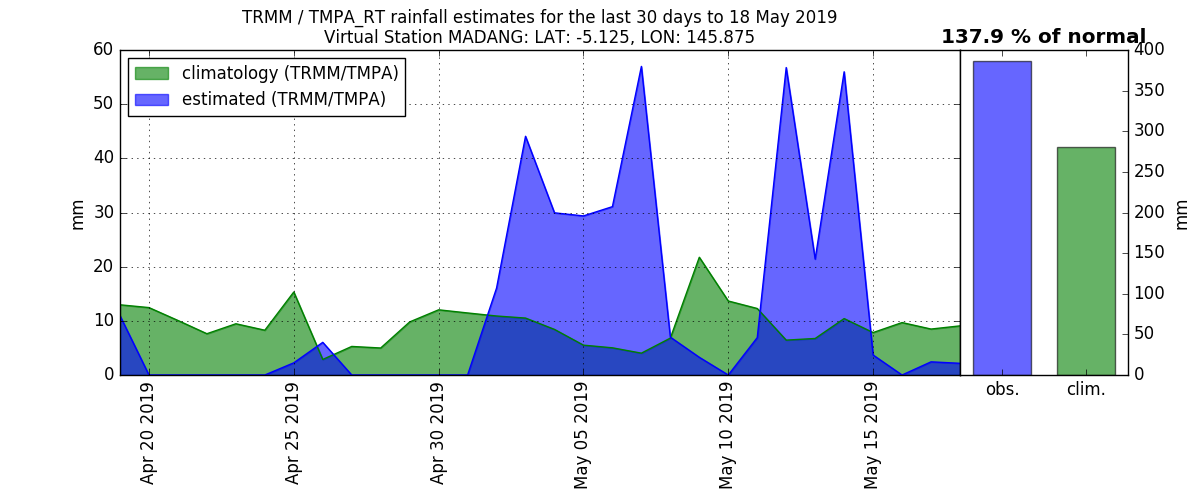 TRMM / TMPA_RT rainfall estimates for the last 30 days to 18 May 2019
Virtual Station MADANG: LAT: -5.125, LON: 145.875
137.9 % of normal
climatology (TRMM/TMPA)
estimated (TRMM/TMPA)
60
50
40
30
20
10
0
mm
Apr 20 2019
Apr 25 2019
Apr 30 2019
May 05 2019
May 10 2019
May 15 2019
400
350
300
250
200
150
100
50
0
mm
obs.
clim.